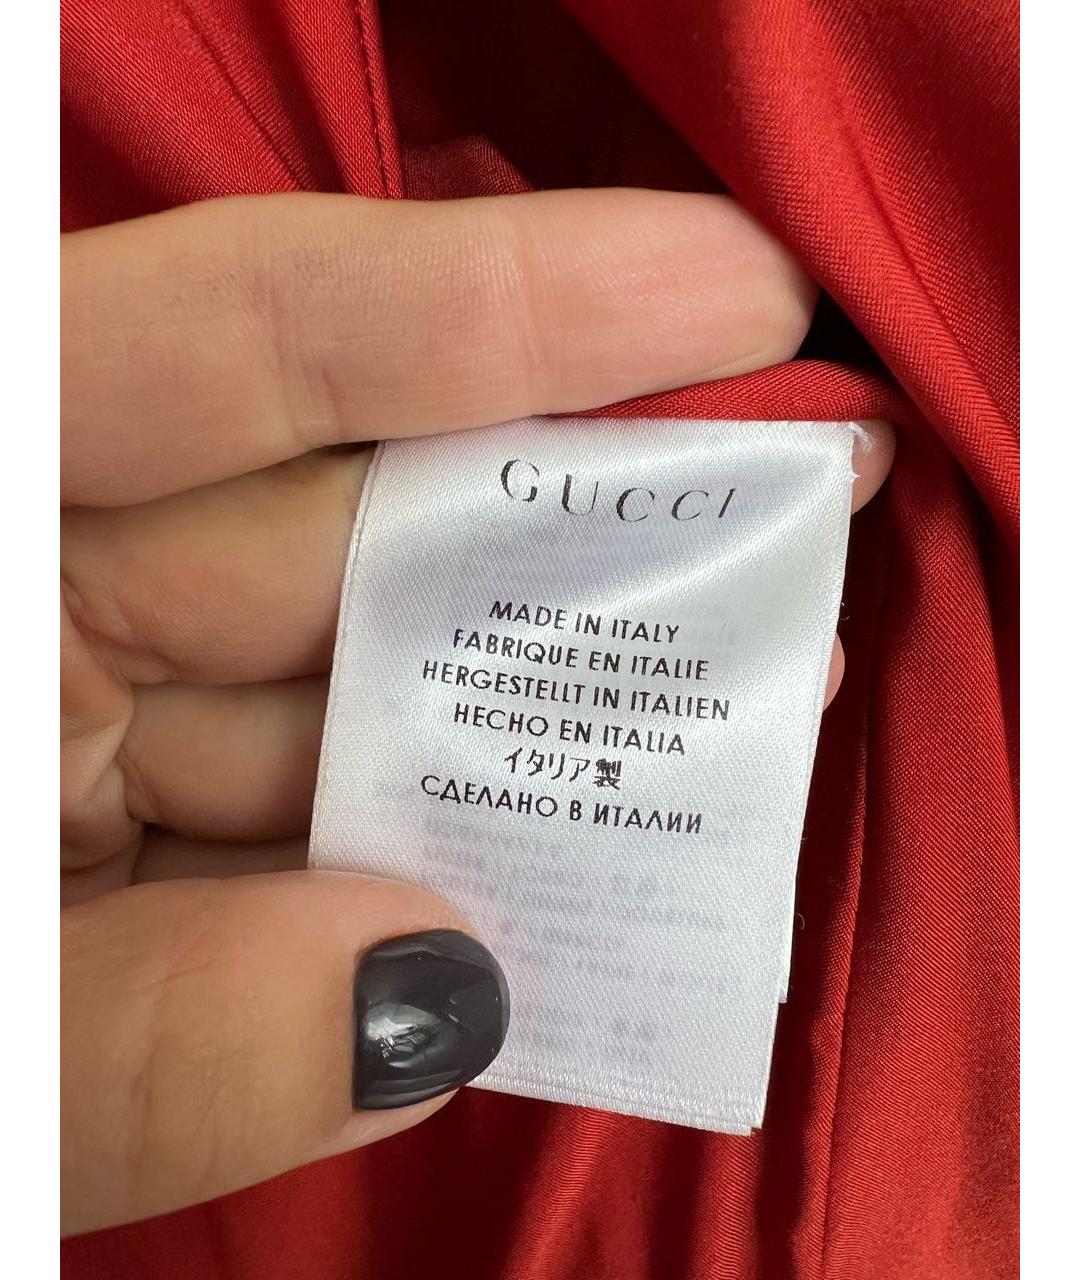 GUCCI
MADE IN ITALY
FABRIQUE EN ITALIE
HERGESTELLT IN ITALIEN
HECHO EN ITALIA
イタリア製
СДЕЛАНО В ИТАЛИИ